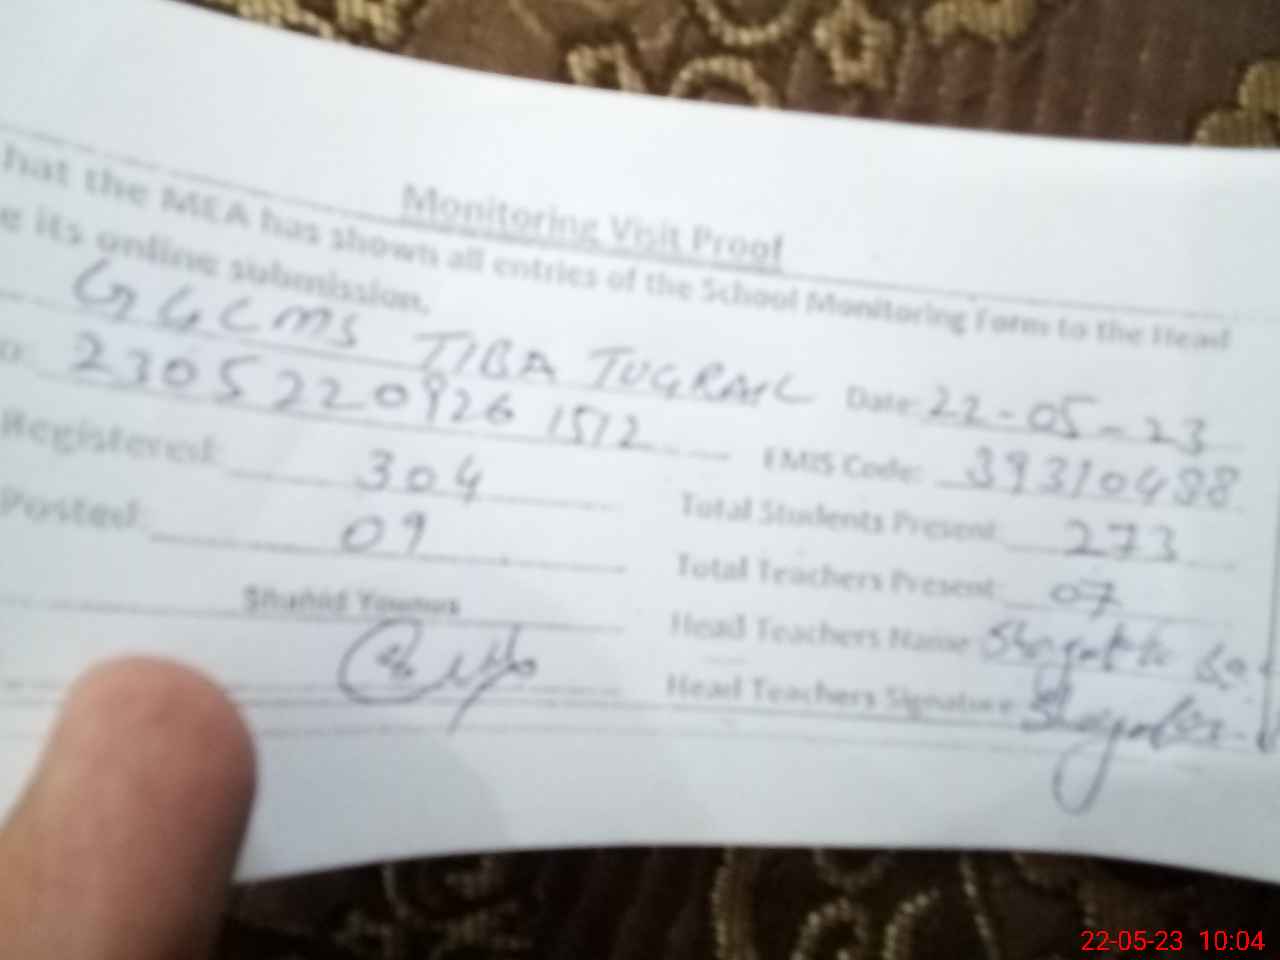 Monitoring Visit Proof
hat the MEA has shown all entries of the School Monitoring Form to the Head
e its online submission.
GGCMS TIBA TUGRAIL Date: 22-05-23
2305220926 1512 EMIS Code: 39310488
Registered: 304 Total Students Present: 273
Posted: 09 Total Teachers Present: 07
Shahid Younus Head Teachers Name:
Head Teachers Signature:
22-05-23 10:04